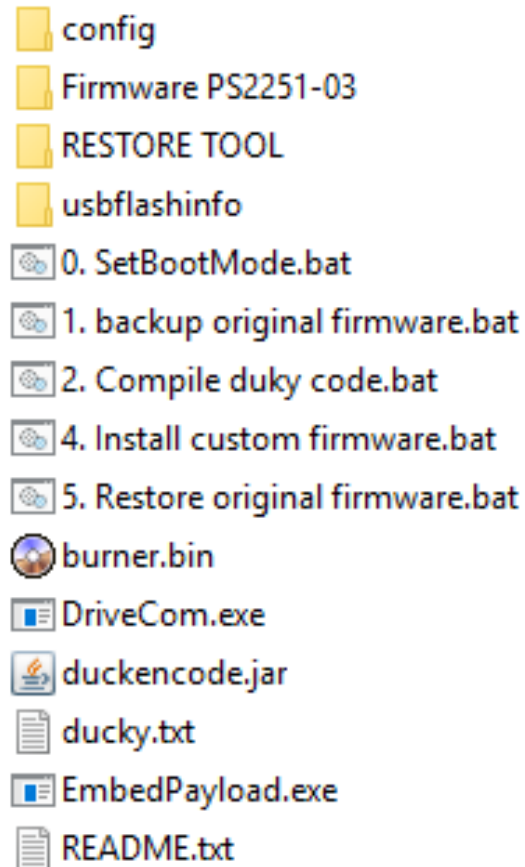 config
Firmware PS2251-03
RESTORE TOOL
usbflashinfo
0. SetBootMode.bat
1. backup original firmware.bat
2. Compile duky code.bat
4. Install custom firmware.bat
5. Restore original firmware.bat
burner.bin
DriveCom.exe
duckencode.jar
ducky.txt
EmbedPayload.exe
README.txt